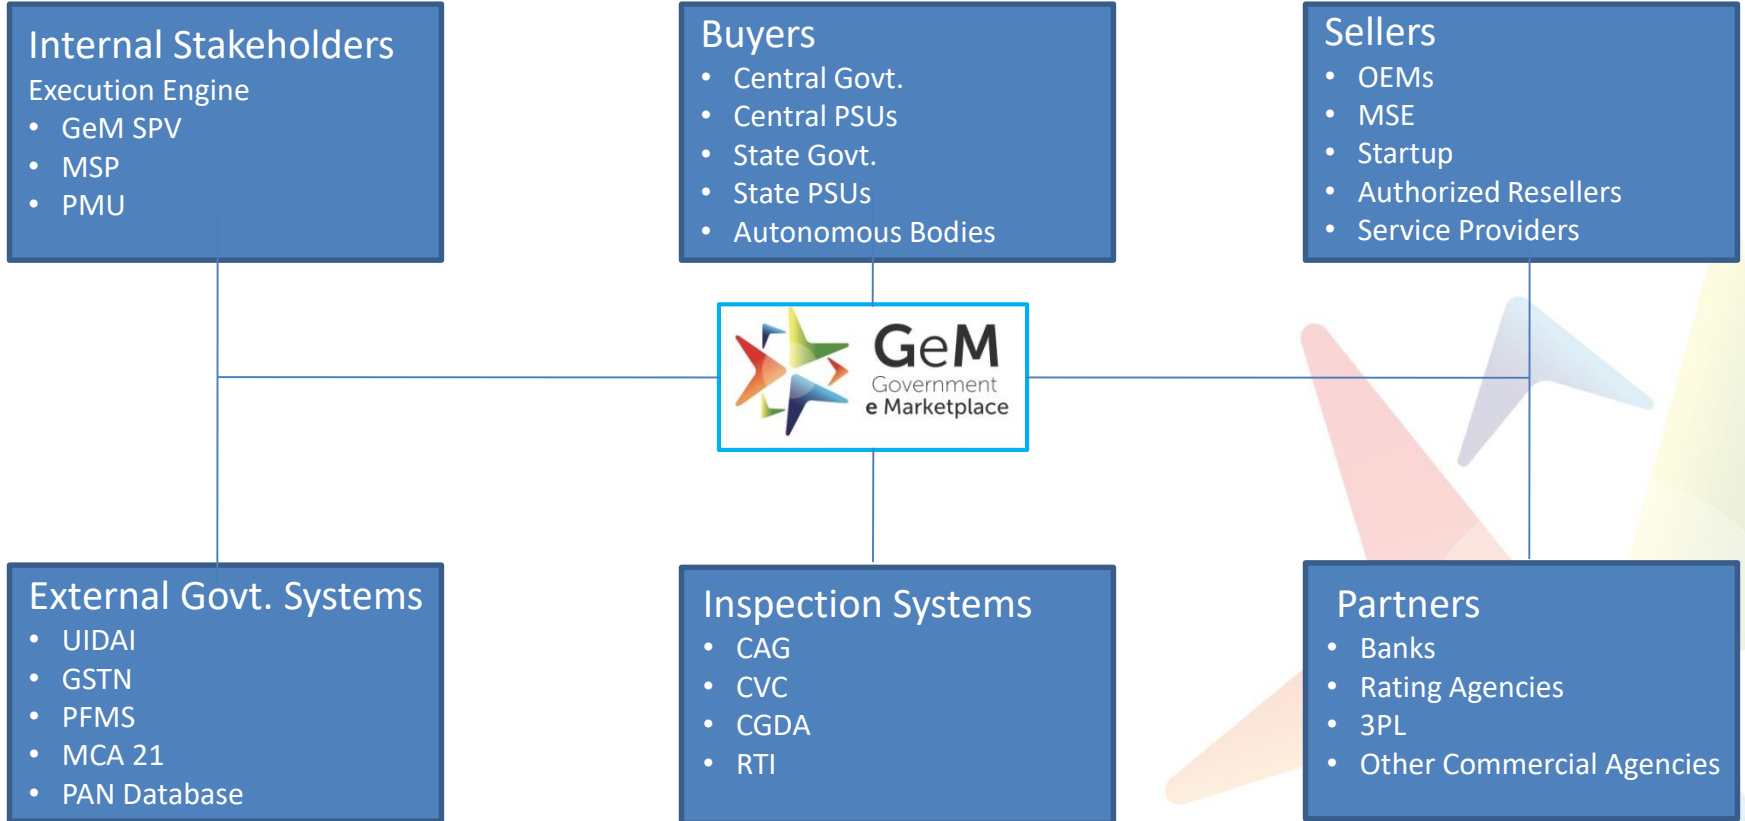 Internal Stakeholders
Execution Engine
• GeM SPV
• MSP
• PMU
Buyers
• Central Govt.
• Central PSUs
• State Govt.
• State PSUs
• Autonomous Bodies
Sellers
• OEMs
• MSE
• Startup
• Authorized Resellers
• Service Providers
GeM
Government
e Marketplace
External Govt. Systems
• UIDAI
• GSTN
• PFMS
• MCA 21
• PAN Database
Inspection Systems
• CAG
• CVC
• CGDA
• RTI
Partners
• Banks
• Rating Agencies
• 3PL
• Other Commercial Agencies